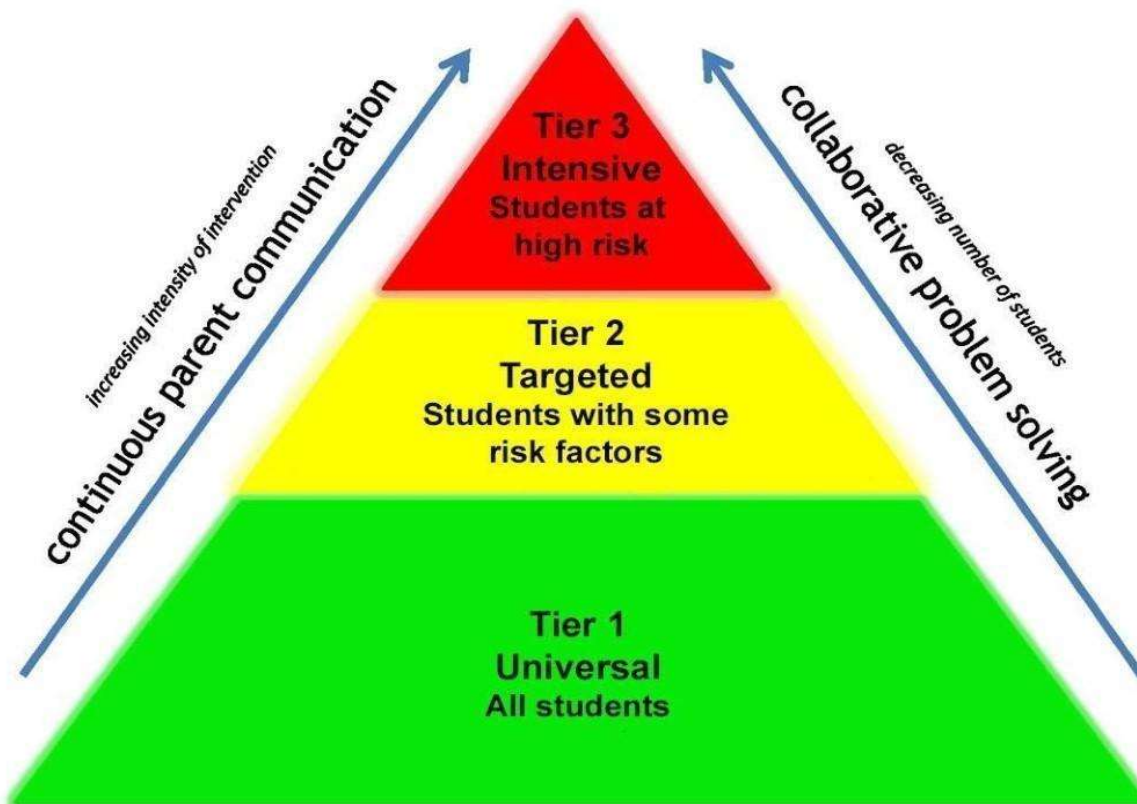 Tier 3
Intensive
Students at
high risk
Tier 2
Targeted
Students with some
risk factors
Tier 1
Universal
All students
increasing intensity of intervention
continuous parent communication
collaborative problem solving
decreasing number of students